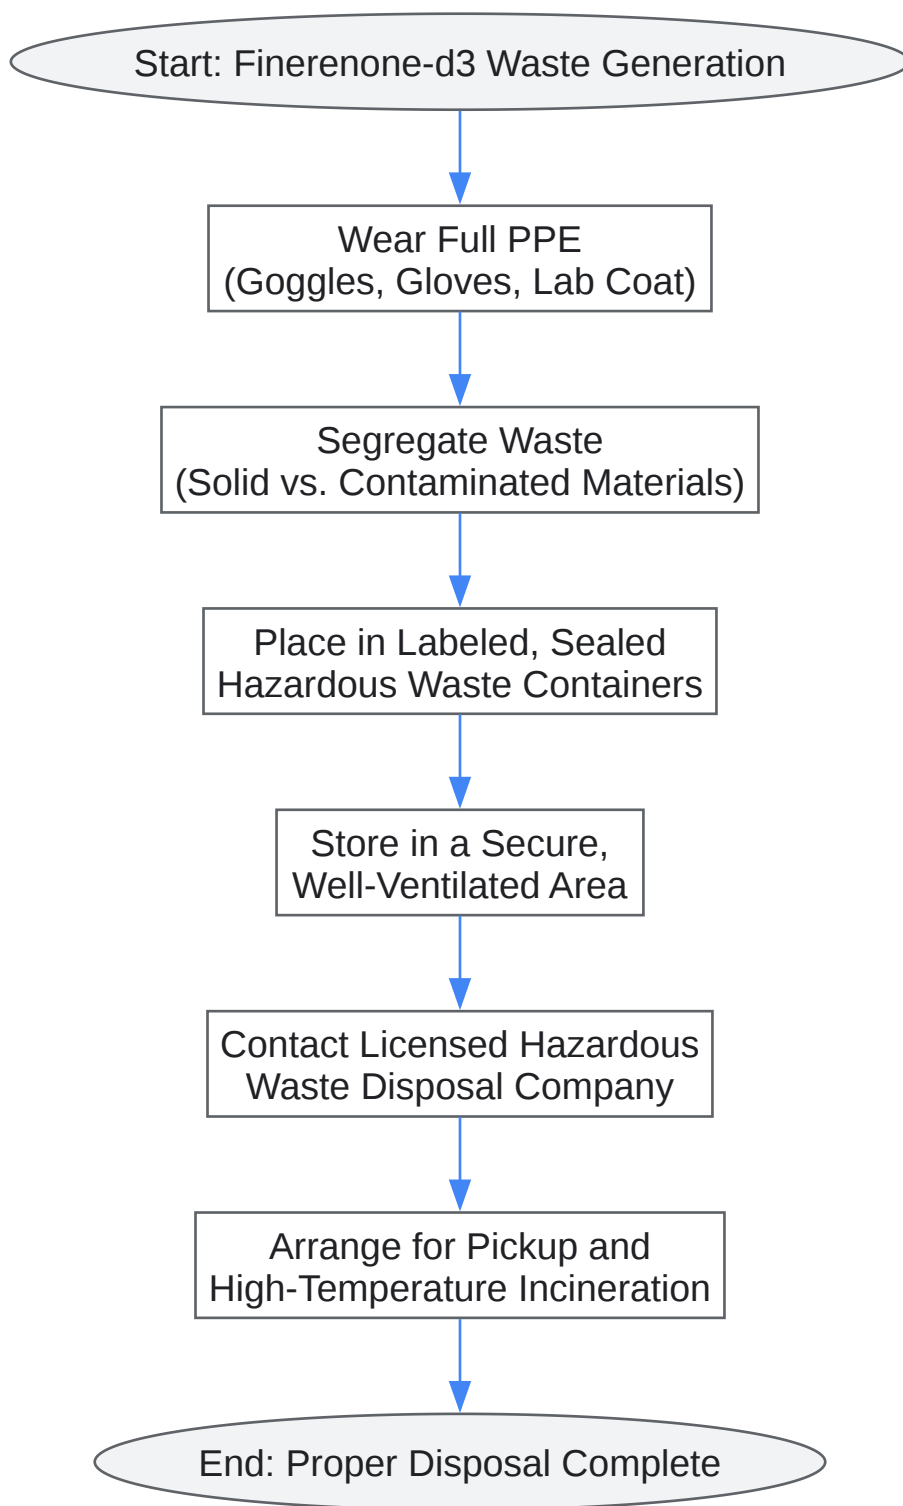 Start: Finerenone-d3 Waste Generation
Wear Full PPE
(Goggles, Gloves, Lab Coat)
Segregate Waste
(Solid vs. Contaminated Materials)
Place in Labeled, Sealed
Hazardous Waste Containers
Store in a Secure,
Well-Ventilated Area
Contact Licensed Hazardous
Waste Disposal Company
Arrange for Pickup and
High-Temperature Incineration
End: Proper Disposal Complete